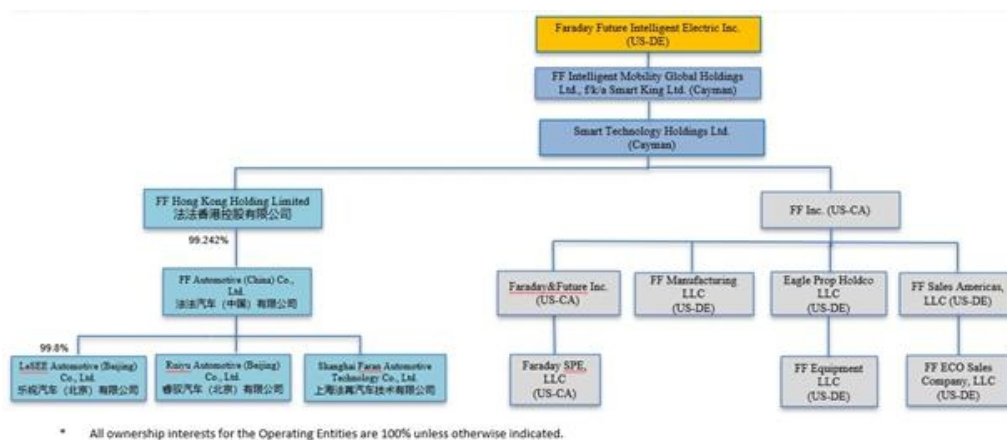 Faraday Future Intelligent Electric Inc.
(US-DE)
FF Intelligent Mobility Global Holdings
Ltd., f/k/a Smart King Ltd. (Cayman)
Smart Technology Holdings Ltd.
(Cayman)
FF Hong Kong Holding Limited
法法香港控股有限公司
FF Inc. (US-CA)
99.242%
FF Automotive (China) Co.,
Ltd.
法法汽车（中国）有限公司
Faraday&Future Inc.
(US-CA)
FF Manufacturing
LLC
(US-DE)
Eagle Prop Holdco
LLC
(US-DE)
FF Sales Americas,
LLC (US-DE)
99.8%
LeSEE Automotive (Beijing)
Co., Ltd.
乐视汽车（北京）有限公司
Ruiyu Automotive (Beijing)
Co., Ltd.
睿驭汽车（北京）有限公司
Shanghai Faran Automotive
Technology Co., Ltd.
上海法冉汽车技术有限公司
Faraday SPE,
LLC
(US-CA)
FF Equipment
LLC
(US-DE)
FF ECO Sales
Company, LLC
(US-DE)
* All ownership interests for the Operating Entities are 100% unless otherwise indicated.